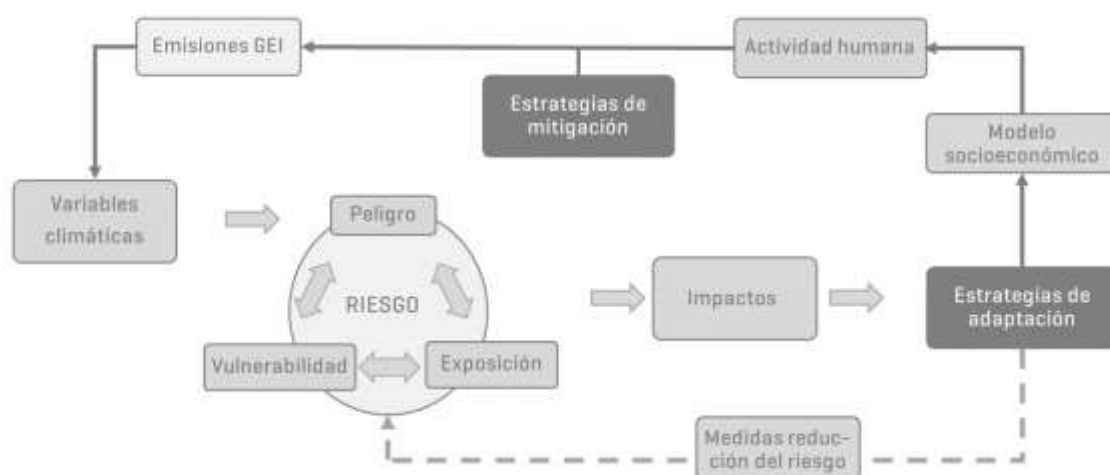 Emisiones GEI
Actividad humana
Estrategias de
mitigación
Modelo
socioeconómico
Variables
climáticas
Peligro
RIESGO
Vulnerabilidad
Exposición
Impactos
Estrategias de
adaptación
Medidas reduc-
ción del riesgo